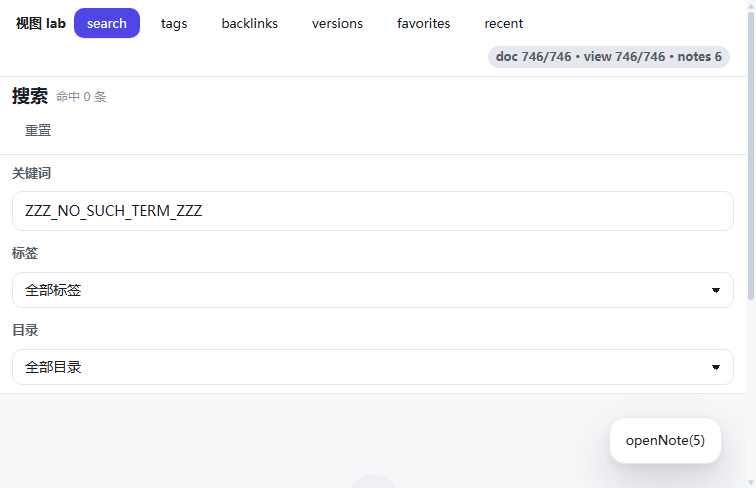 视图 lab search tags backlinks versions favorites recent
doc 746/746 • view 746/746 • notes 6
搜索 命中 0 条
重置
关键词
ZZZ_NO_SUCH_TERM_ZZZ
标签
全部标签
目录
全部目录
openNote(5)